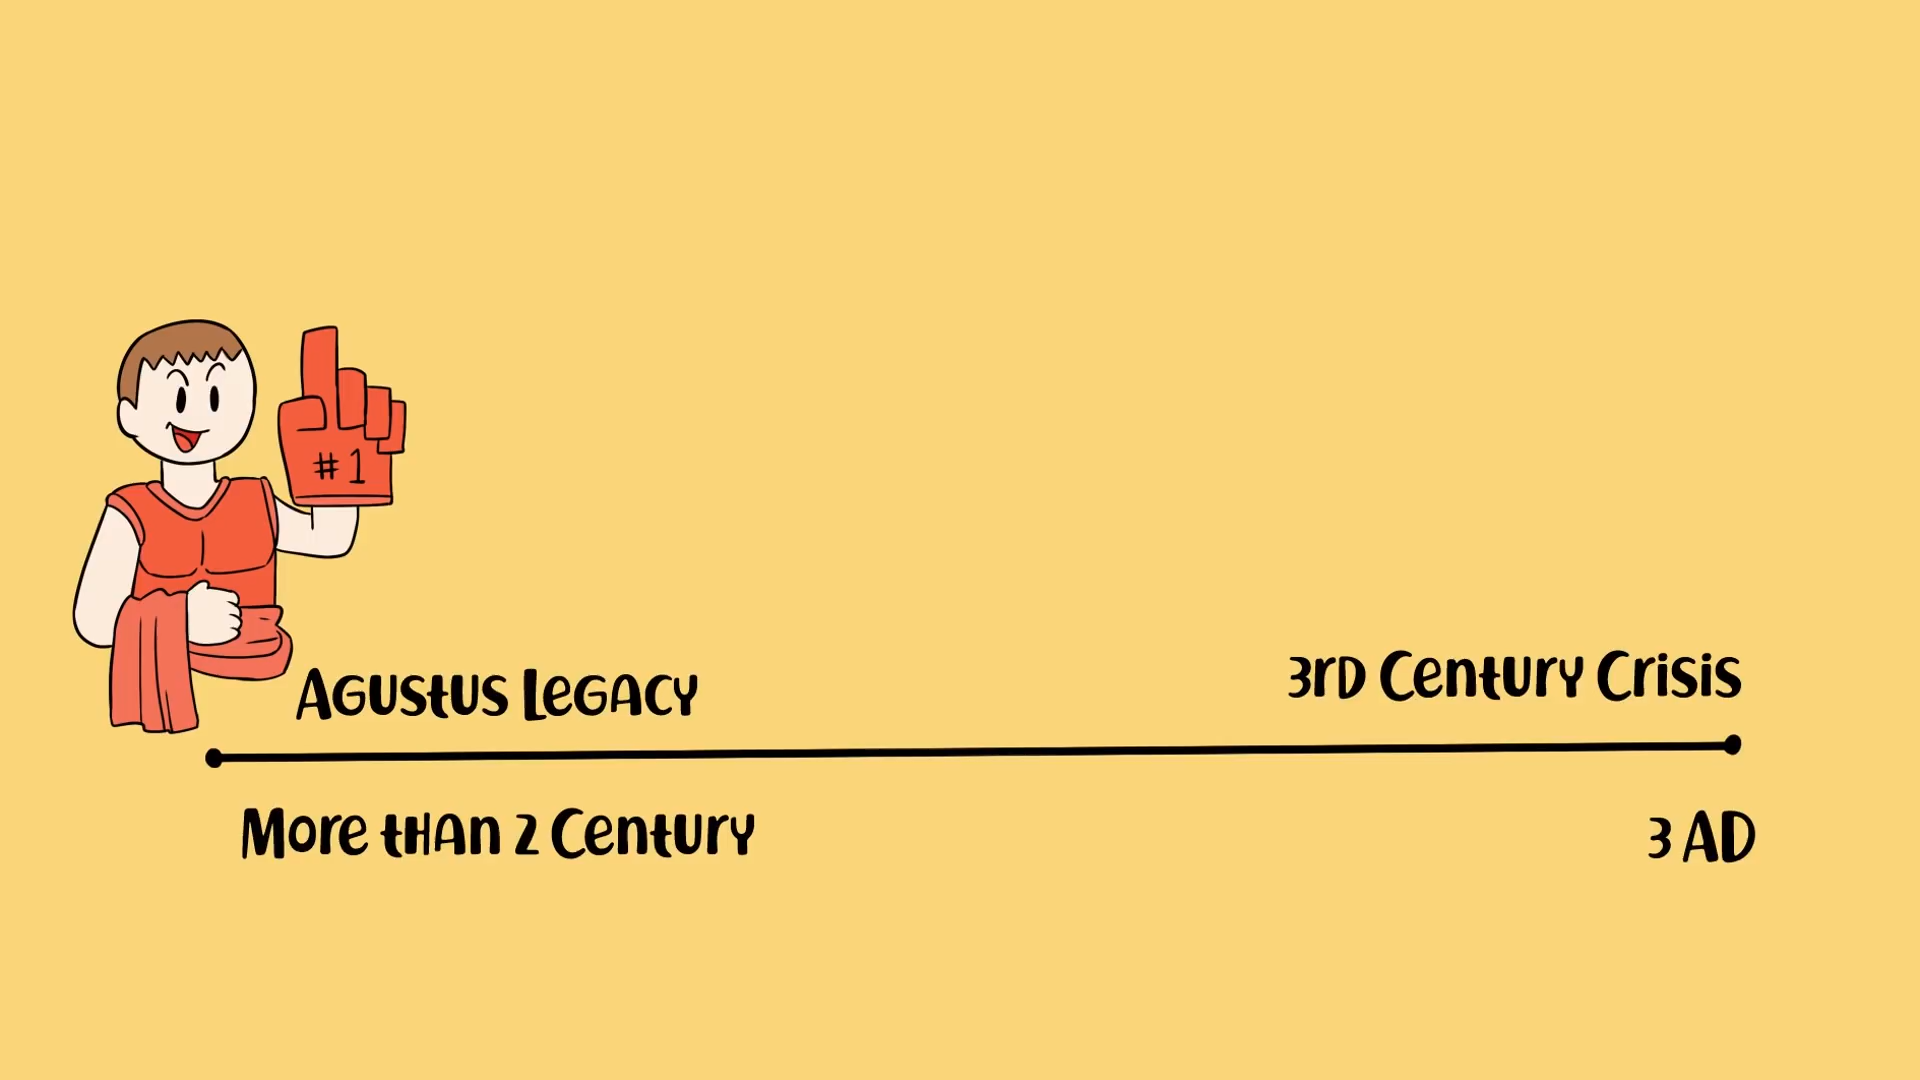 #1
Agustus Legacy
3rd Century Crisis
More than 2 Century
3 AD